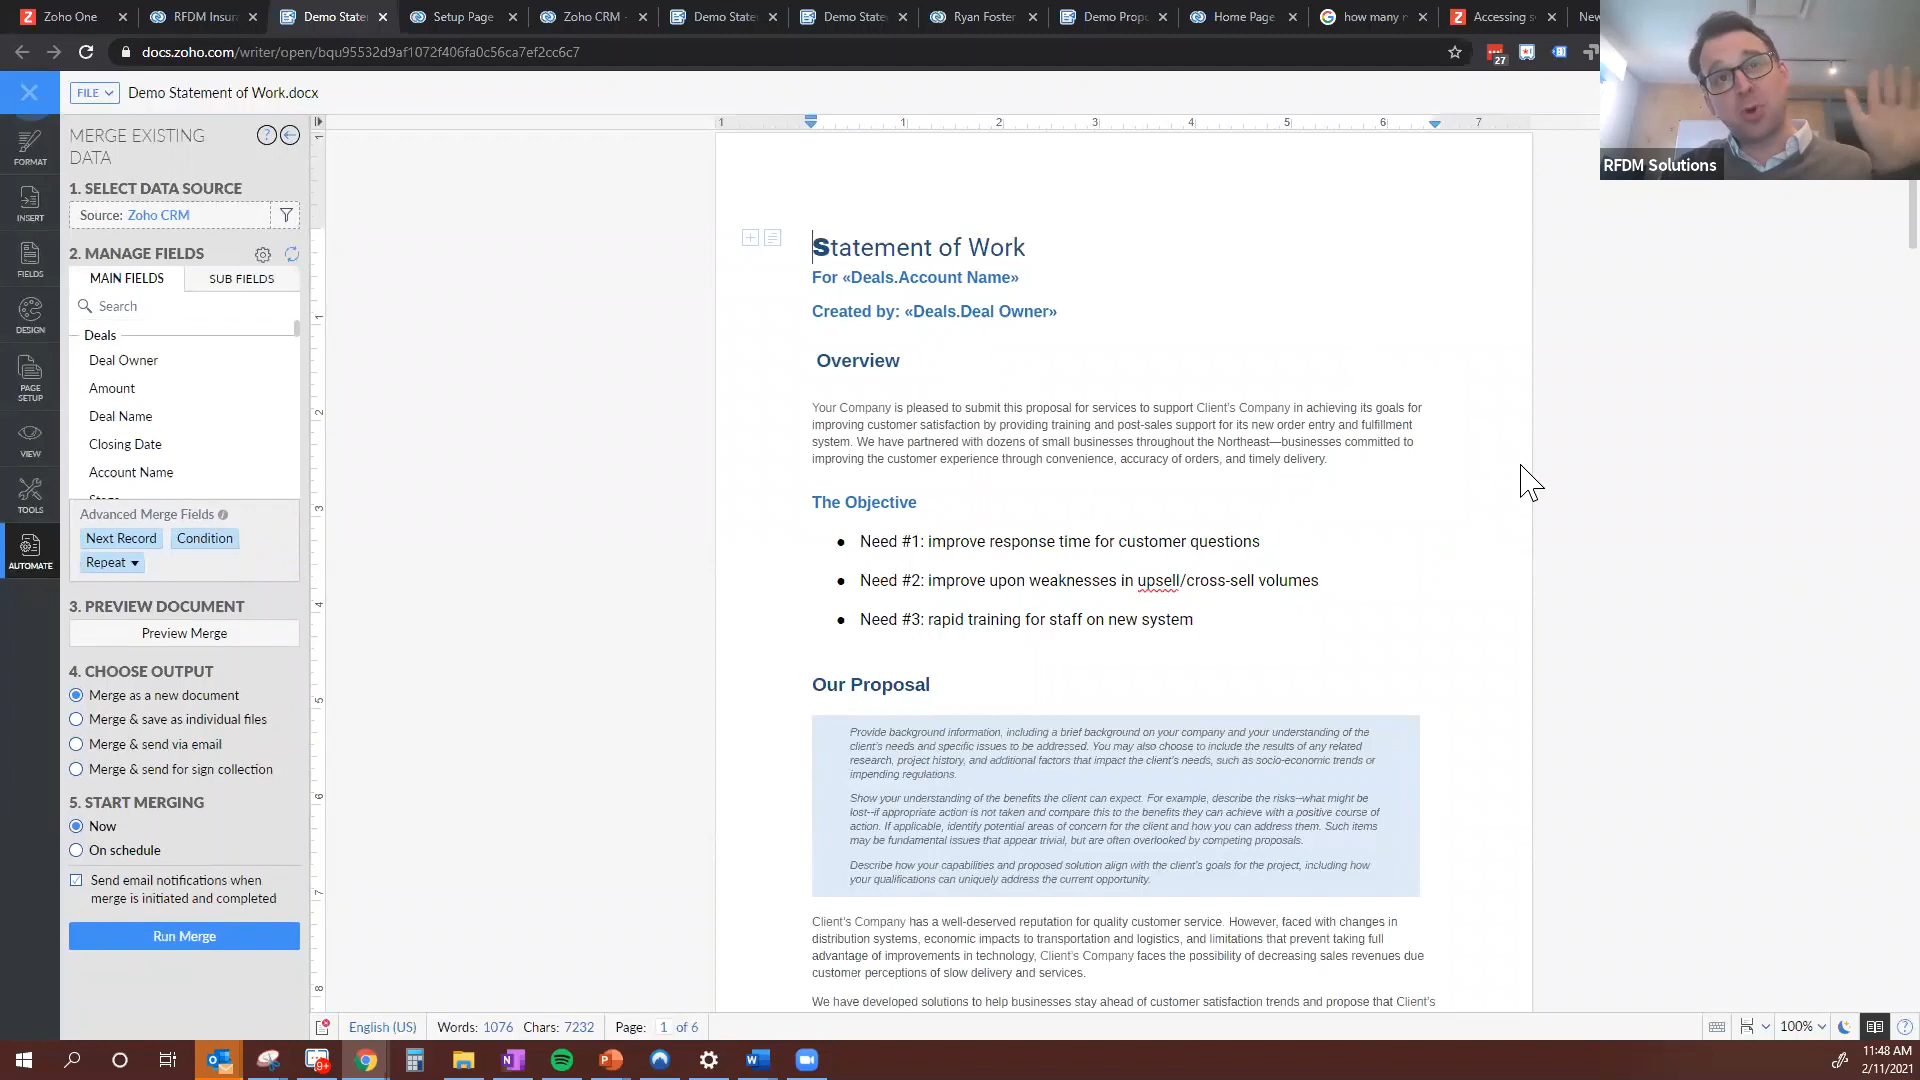 Zoho One
RFDM Insur
Demo State
Setup Page
Zoho CRM -
Demo State
Demo State
Ryan Foster
Demo Propo
Home Page
how many r
Accessing s
New
docs.zoho.com/writer/open/bqu95532d9af1072f406fa0c56ca7ef2cc6c7
27
RFDM Solutions
FILE
Demo Statement of Work.docx
FORMAT
INSERT
FIELDS
DESIGN
PAGE
SETUP
VIEW
TOOLS
AUTOMATE
MERGE EXISTING
DATA
1. SELECT DATA SOURCE
Source: Zoho CRM
2. MANAGE FIELDS
MAIN FIELDS
SUB FIELDS
Search
Deals
Deal Owner
Amount
Deal Name
Closing Date
Account Name
Stage
Advanced Merge Fields
Next Record
Condition
Repeat
3. PREVIEW DOCUMENT
Preview Merge
4. CHOOSE OUTPUT
Merge as a new document
Merge & save as individual files
Merge & send via email
Merge & send for sign collection
5. START MERGING
Now
On schedule
Send email notifications when
merge is initiated and completed
Run Merge
1 1 2 3 4 5 6 7
1
1
2
3
4
5
6
7
8
Statement of Work
For «Deals.Account Name»
Created by: «Deals.Deal Owner»
Overview
Your Company is pleased to submit this proposal for services to support Client's Company in achieving its goals for
improving customer satisfaction by providing training and post-sales support for its new order entry and fulfillment
system. We have partnered with dozens of small businesses throughout the Northeast—businesses committed to
improving the customer experience through convenience, accuracy of orders, and timely delivery.
The Objective
● Need #1: improve response time for customer questions
● Need #2: improve upon weaknesses in upsell/cross-sell volumes
● Need #3: rapid training for staff on new system
Our Proposal
Provide background information, including a brief background on your company and your understanding of the
client's needs and specific issues to be addressed. You may also choose to include the results of any related
research, project history, and additional factors that impact the client's needs, such as socio-economic trends or
impending regulations.
Show your understanding of the benefits the client can expect. For example, describe the risks--what might be
lost--if appropriate action is not taken and compare this to the benefits they can achieve with a positive course of
action. If applicable, identify potential areas of concern for the client and how you can address them. Such items
may be fundamental issues that appear trivial, but are often overlooked by competing proposals.
Describe how your capabilities and proposed solution align with the client's goals for the project, including how
your qualifications can uniquely address the current opportunity.
Client's Company has a well-deserved reputation for quality customer service. However, faced with changes in
distribution systems, economic impacts to transportation and logistics, and limitations that prevent taking full
advantage of improvements in technology, Client's Company faces the possibility of decreasing sales revenues due
customer perceptions of slow delivery and services.
We have developed solutions to help businesses stay ahead of customer satisfaction trends and propose that Client's
English (US)
Words: 1076 Chars: 7232
Page: 1 of 6
100%
9+
11:48 AM
2/11/2021